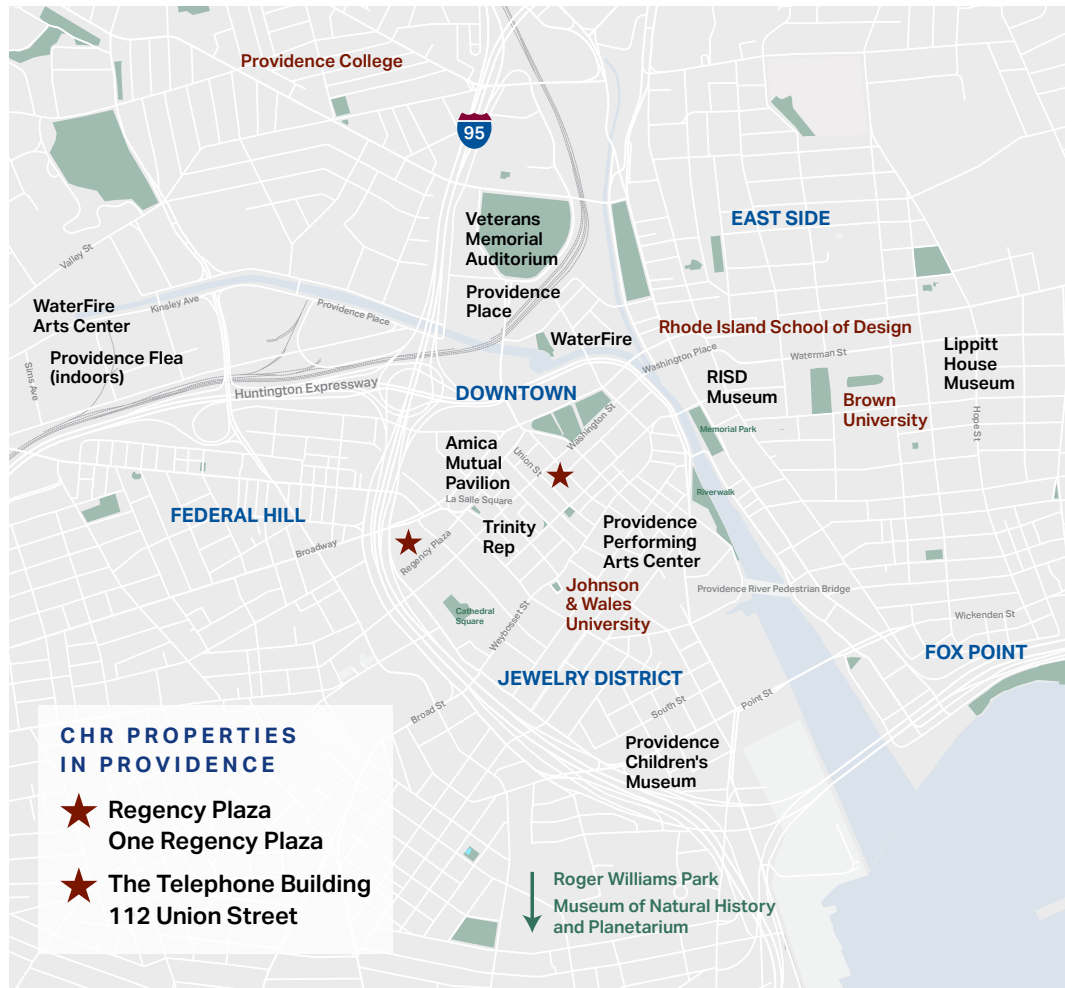 Providence College
95
Veterans
Memorial
Auditorium
EAST SIDE
Valley St
Providence
Place
WaterFire
Arts Center
Kinsley Ave
Providence Place
WaterFire
Rhode Island School of Design
Washington Place
Waterman St
Lippitt
House
Museum
Providence Flea
(indoors)
Sims Ave
Huntington Expressway
DOWNTOWN
RISD
Museum
Brown
University
Hope St
Washington St
Memorial Park
Amica
Mutual
Pavilion
Union St
La Salle Square
Riverwalk
FEDERAL HILL
Broadway
Regency Plaza
Trinity
Rep
Providence
Performing
Arts Center
Johnson
& Wales
University
Providence River Pedestrian Bridge
Cathedral
Square
Weybosset St
Wickenden St
FOX POINT
JEWELRY DISTRICT
Broad St
South St
Point St
Providence
Children's
Museum
CHR PROPERTIES
IN PROVIDENCE
Regency Plaza
One Regency Plaza
The Telephone Building
112 Union Street
Roger Williams Park
Museum of Natural History
and Planetarium